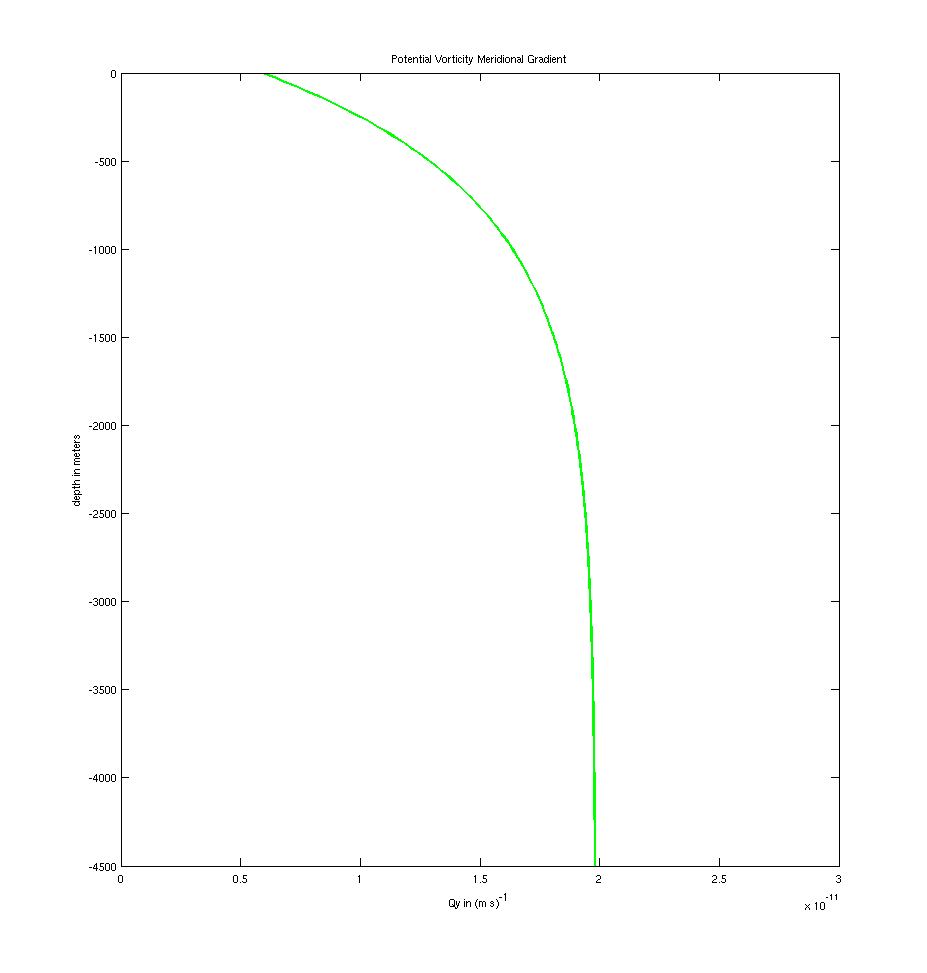 Potential Vorticity Meridional Gradient
0
-500
-1000
-1500
-2000
-2500
-3000
-3500
-4000
-4500
depth in meters
0 0.5 1 1.5 2 2.5 3
Qy in (m s)-1
x 10-11